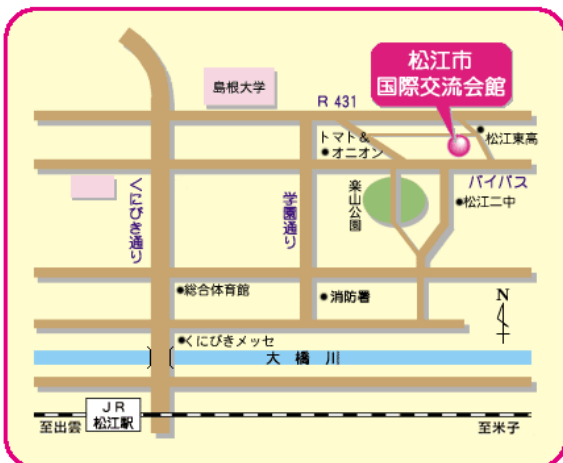 松江市
国際交流会館
島根大学
R 431
トマト&
オニオン
松江東高
くにびき通り
学園通り
楽山公園
バイパス
松江二中
総合体育館
消防署
N
くにびきメッセ
大橋川
JR
松江駅
至出雲
至米子